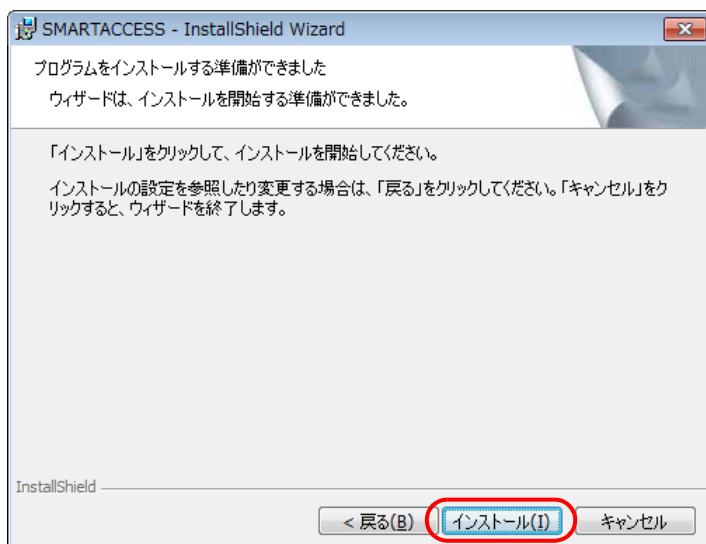 SMARTACCESS - InstallShield Wizard
プログラムをインストールする準備ができました
ウィザードは、インストールを開始する準備ができました。
「インストール」をクリックして、インストールを開始してください。
インストールの設定を参照したり変更する場合は、「戻る」をクリックしてください。「キャンセル」をク
リックすると、ウィザードを終了します。
InstallShield
< 戻る(B)
インストール(I)
キャンセル